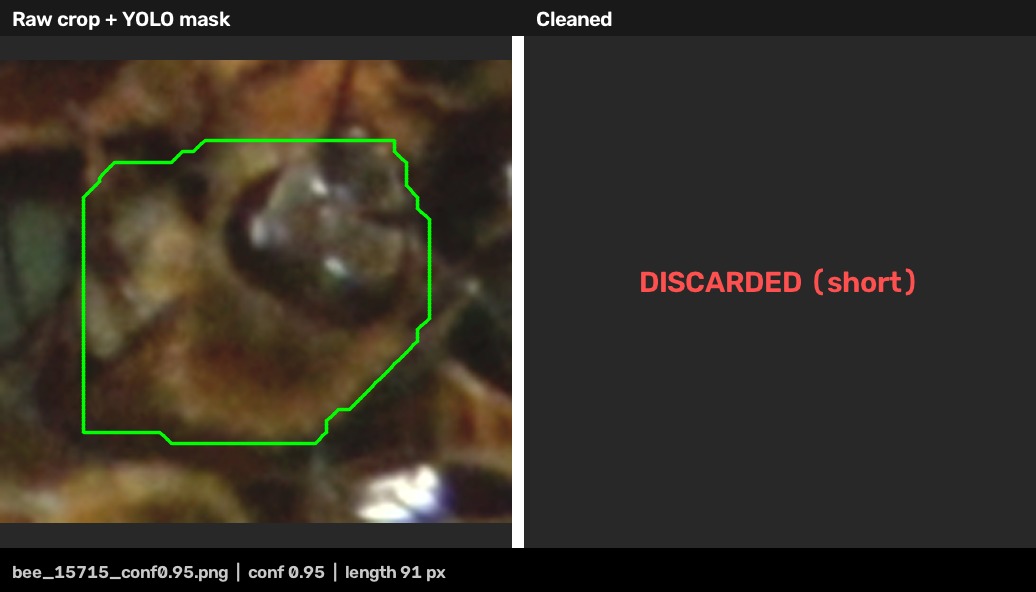 Raw crop + YOLO mask
Cleaned
DISCARDED (short)
bee_15715_conf0.95.png | conf 0.95 | length 91 px